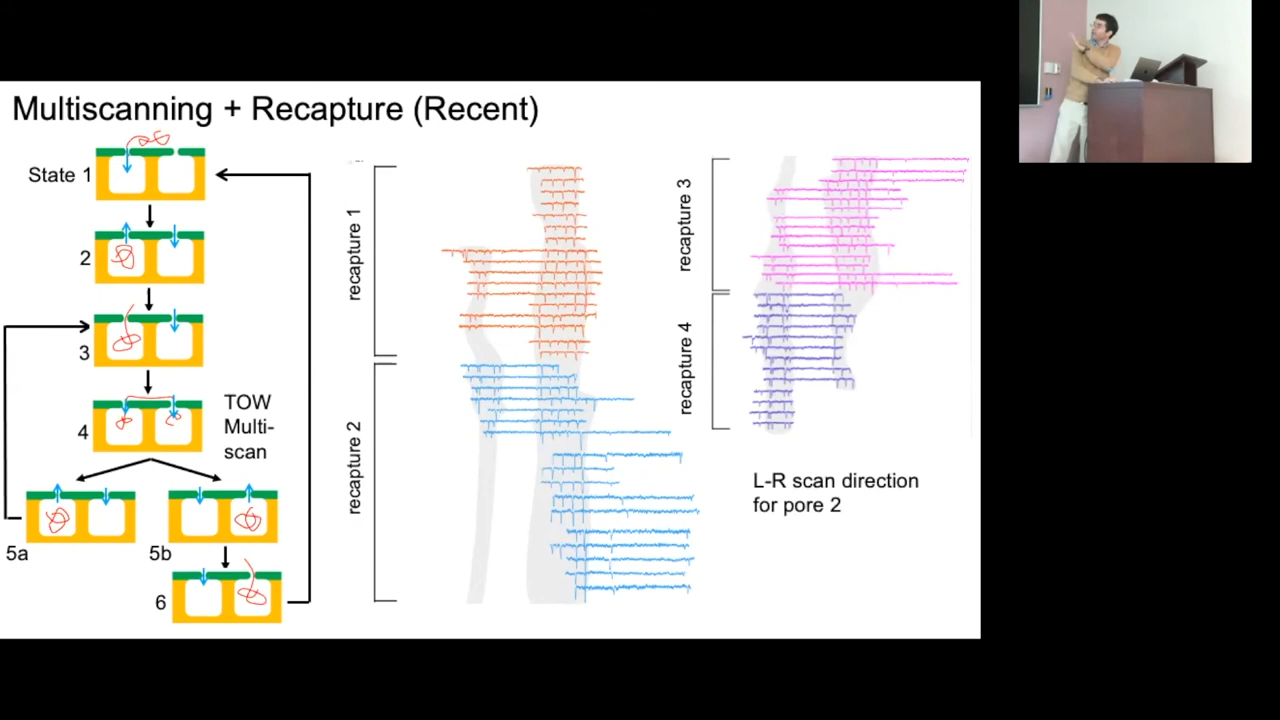 Multiscanning + Recapture (Recent)
State 1
2
3
4
TOW
Multi-
scan
5a
5b
6
recapture 1
recapture 2
recapture 3
recapture 4
L-R scan direction
for pore 2